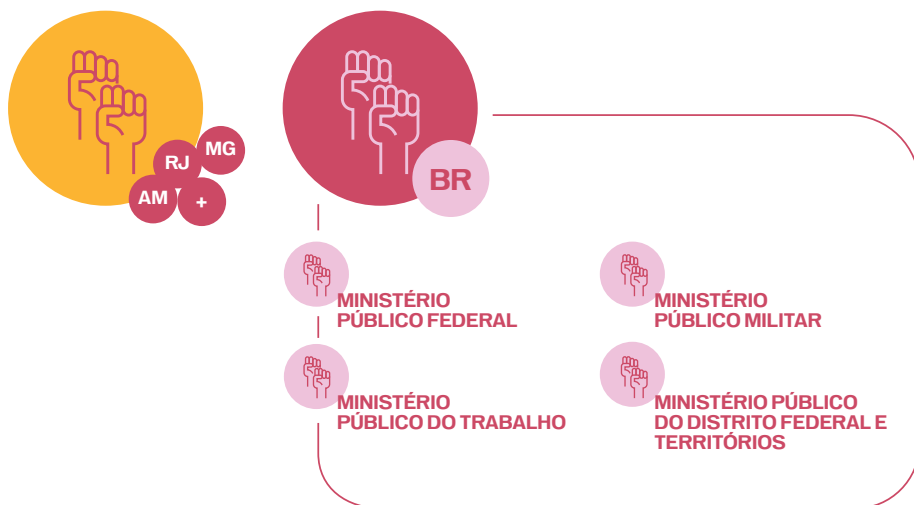 MG
RJ
AM
+
BR
MINISTÉRIO
PÚBLICO FEDERAL
MINISTÉRIO
PÚBLICO MILITAR
MINISTÉRIO
PÚBLICO DO TRABALHO
MINISTÉRIO PÚBLICO
DO DISTRITO FEDERAL E
TERRITÓRIOS